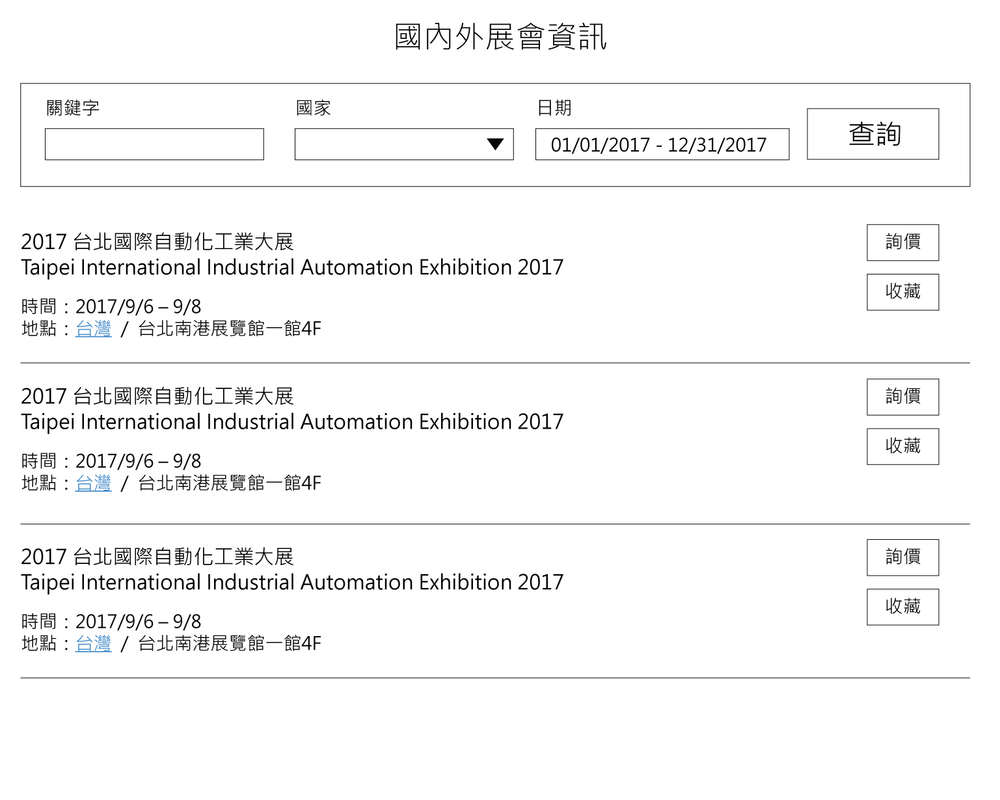 國內外展會資訊
關鍵字
國家
日期
01/01/2017 - 12/31/2017
查詢
2017 台北國際自動化工業大展
Taipei International Industrial Automation Exhibition 2017
時間：2017/9/6 – 9/8
地點：台灣 / 台北南港展覽館一館4F
詢價
收藏
2017 台北國際自動化工業大展
Taipei International Industrial Automation Exhibition 2017
時間：2017/9/6 – 9/8
地點：台灣 / 台北南港展覽館一館4F
詢價
收藏
2017 台北國際自動化工業大展
Taipei International Industrial Automation Exhibition 2017
時間：2017/9/6 – 9/8
地點：台灣 / 台北南港展覽館一館4F
詢價
收藏